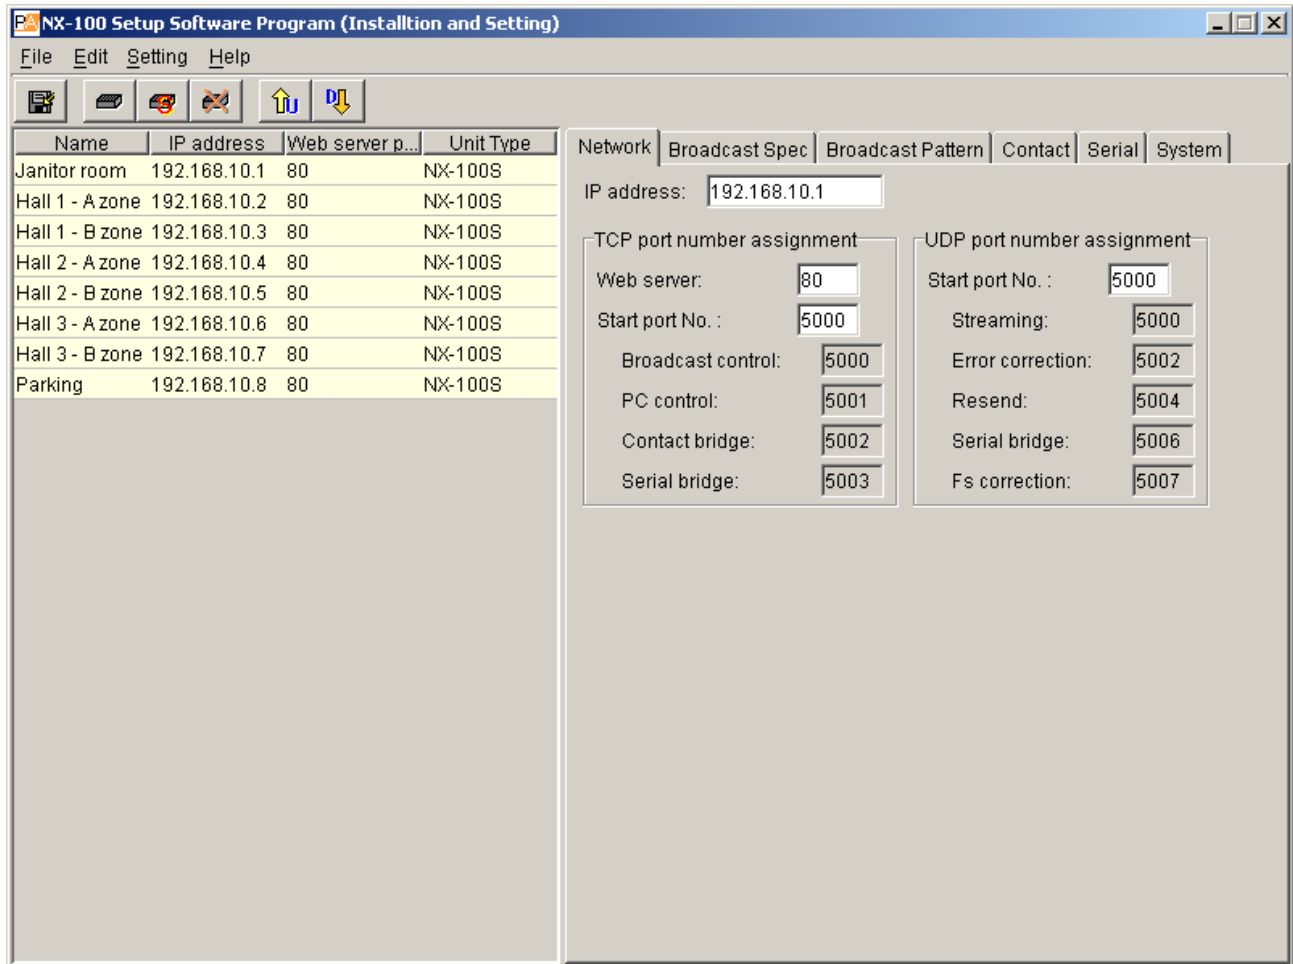 NX-100 Setup Software Program (Installtion and Setting)
File Edit Setting Help
U D
Name IP address Web server p... Unit Type
Janitor room 192.168.10.1 80 NX-100S
Hall 1 - A zone 192.168.10.2 80 NX-100S
Hall 1 - B zone 192.168.10.3 80 NX-100S
Hall 2 - A zone 192.168.10.4 80 NX-100S
Hall 2 - B zone 192.168.10.5 80 NX-100S
Hall 3 - A zone 192.168.10.6 80 NX-100S
Hall 3 - B zone 192.168.10.7 80 NX-100S
Parking 192.168.10.8 80 NX-100S
Network Broadcast Spec Broadcast Pattern Contact Serial System
IP address: 192.168.10.1
TCP port number assignment
Web server: 80
Start port No. : 5000
Broadcast control: 5000
PC control: 5001
Contact bridge: 5002
Serial bridge: 5003
UDP port number assignment
Start port No. : 5000
Streaming: 5000
Error correction: 5002
Resend: 5004
Serial bridge: 5006
Fs correction: 5007